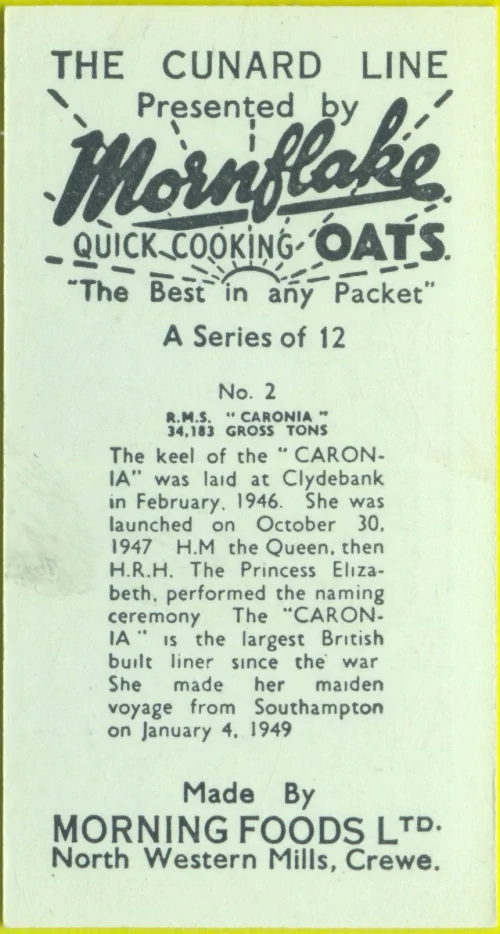 THE CUNARD LINE
Presented by
Mornflake
QUICK COOKING OATS.
"The Best in any Packet"
A Series of 12
No. 2
R.M.S. "CARONIA"
34,183 GROSS TONS
The keel of the "CARON-
IA" was laid at Clydebank
in February, 1946. She was
launched on October 30,
1947 H.M the Queen, then
H.R.H. The Princess Eliza-
beth, performed the naming
ceremony The "CARON-
IA" is the largest British
built liner since the war
She made her maiden
voyage from Southampton
on January 4, 1949
Made By
MORNING FOODS LTD.
North Western Mills, Crewe.